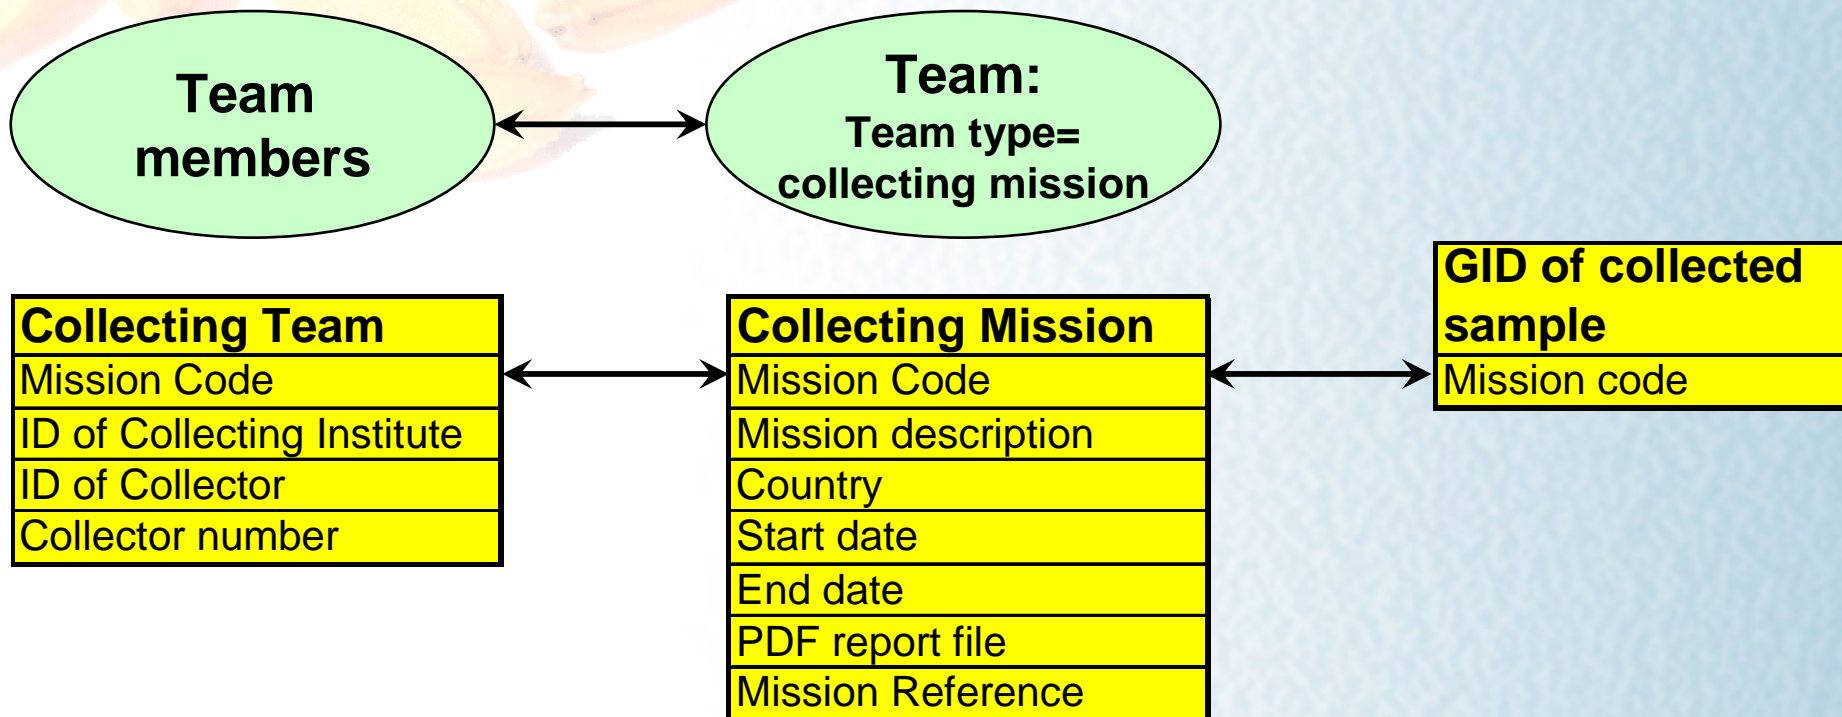 Team
members
Team:
Team type=
collecting mission
Collecting Team
Mission Code
ID of Collecting Institute
ID of Collector
Collector number
Collecting Mission
Mission Code
Mission description
Country
Start date
End date
PDF report file
Mission Reference
GID of collected
sample
Mission code